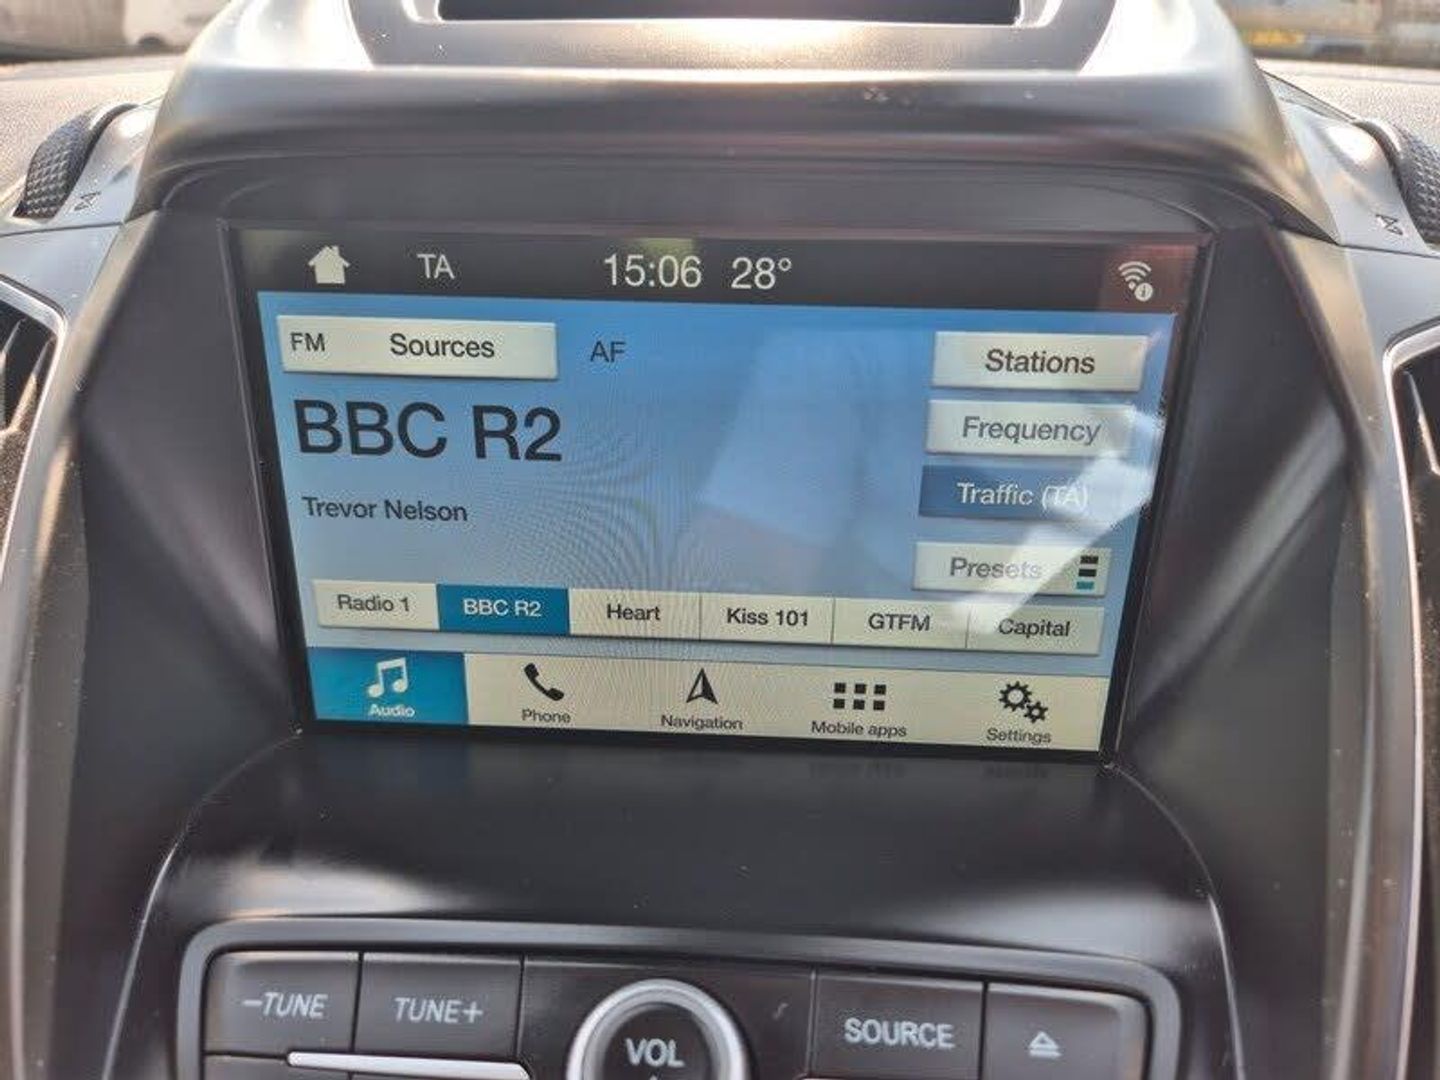 TA 15:06 28°
FM Sources AF Stations
Frequency
BBC R2
Traffic (TA)
Trevor Nelson
Presets
Radio 1 BBC R2 Heart Kiss 101 GTFM Capital
Audio Phone Navigation Mobile apps Settings
-TUNE TUNE+ VOL SOURCE